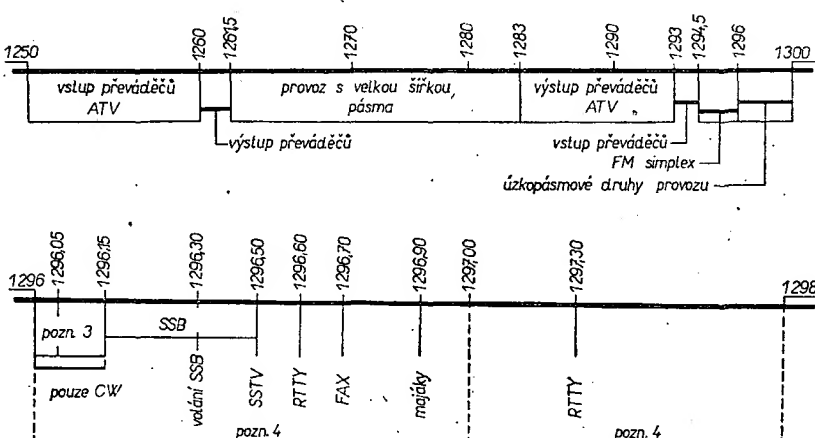 1250
1260
1261,5
1270
1280
1283
1290
1293
1294,5
1296
1300
vstup převáděčů
ATV
provoz s velkou šířkou
pásma
výstup převáděčů
ATV
výstup převáděčů
vstup převáděčů
FM simplex
úzkopásmové druhy provozu
1296
1296,05
1296,15
1296,30
1296,50
1296,60
1296,70
1296,90
1297,00
1297,30
1298
pozn. 3
SSB
pouze CW
volání SSB
SSTV
RTTY
FAX
majáky
RTTY
pozn. 4
pozn. 4